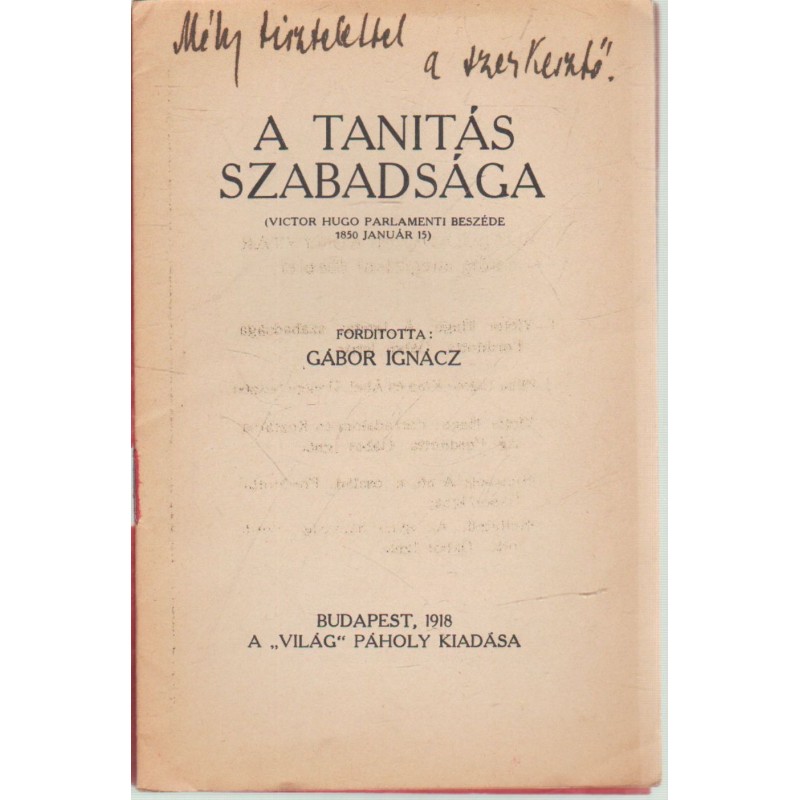 Mély tisztelettel
a szerkesztő.
A TANITÁS
SZABADSÁGA
(VICTOR HUGO PARLAMENTI BESZÉDE
1850 JANUÁR 15)
FORDITOTTA:
GÁBOR IGNÁCZ
BUDAPEST, 1918
A „VILÁG“ PÁHOLY KIADÁSA